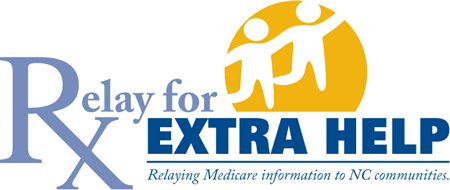 Relay for
EXTRA HELP
Relaying Medicare information to NC communities.